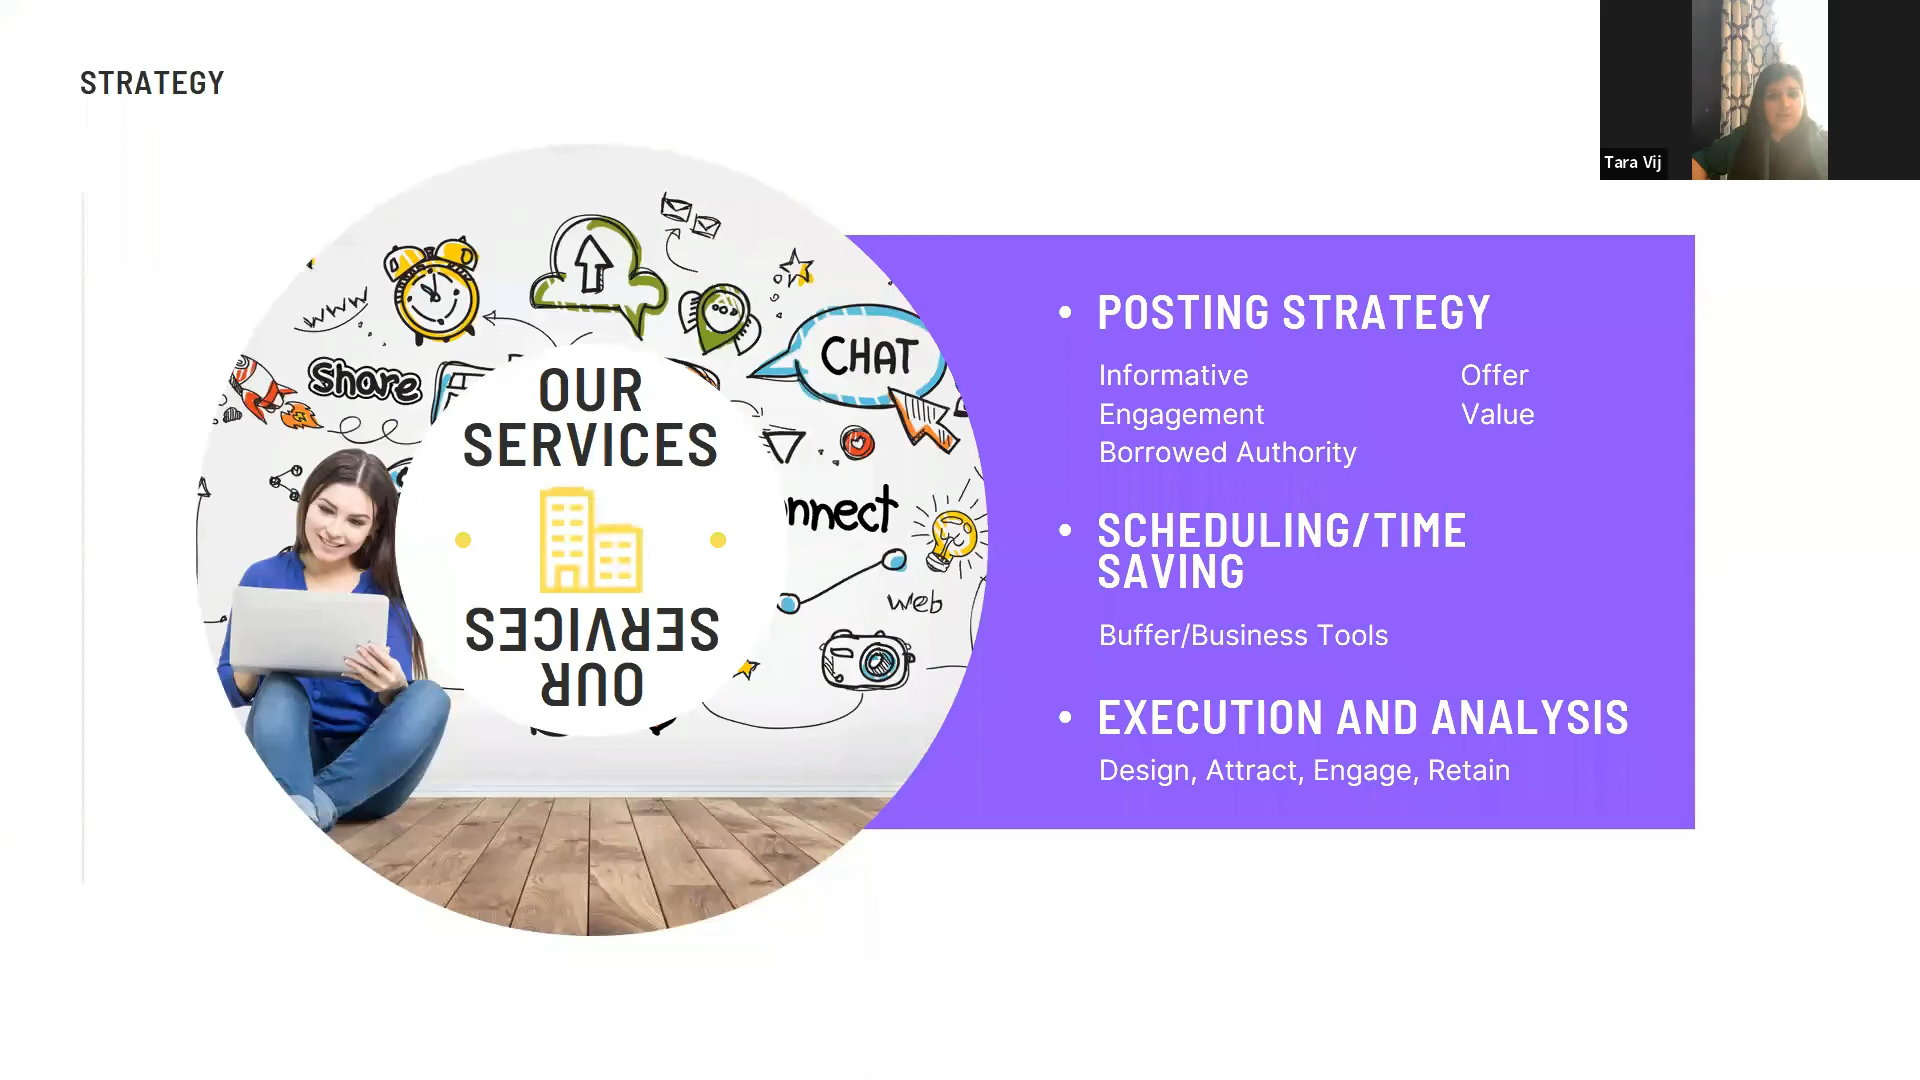 STRATEGY
Tara Vij
www
Share
CHAT
nnect
web
OUR
SERVICES
SERVICES
OUR
• POSTING STRATEGY
Informative
Offer
Engagement
Value
Borrowed Authority
• SCHEDULING/TIME
SAVING
Buffer/Business Tools
• EXECUTION AND ANALYSIS
Design, Attract, Engage, Retain